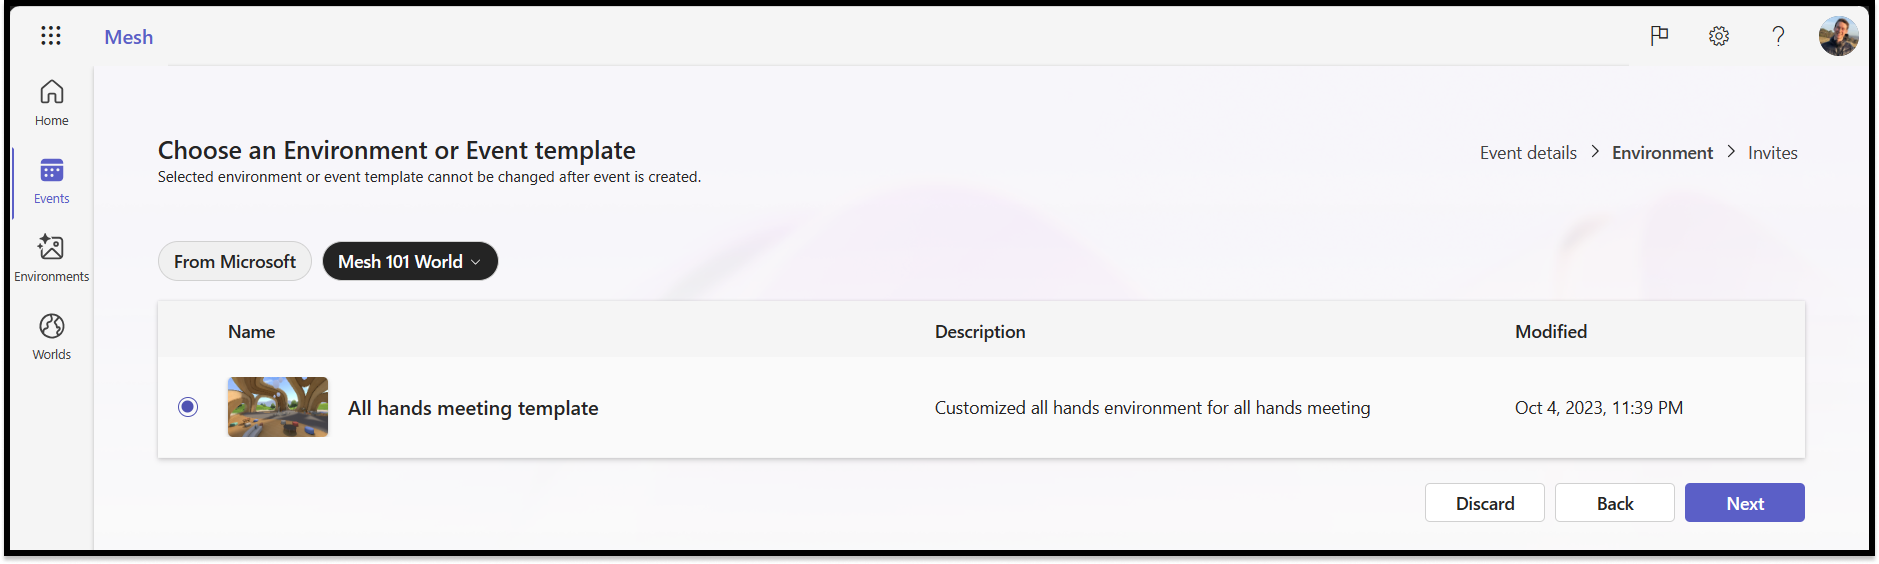 Mesh
Home
Events
Environments
Worlds
Choose an Environment or Event template
Selected environment or event template cannot be changed after event is created.
Event details > Environment > Invites
From Microsoft
Mesh 101 World
Name Description Modified
All hands meeting template Customized all hands environment for all hands meeting Oct 4, 2023, 11:39 PM
Discard Back Next